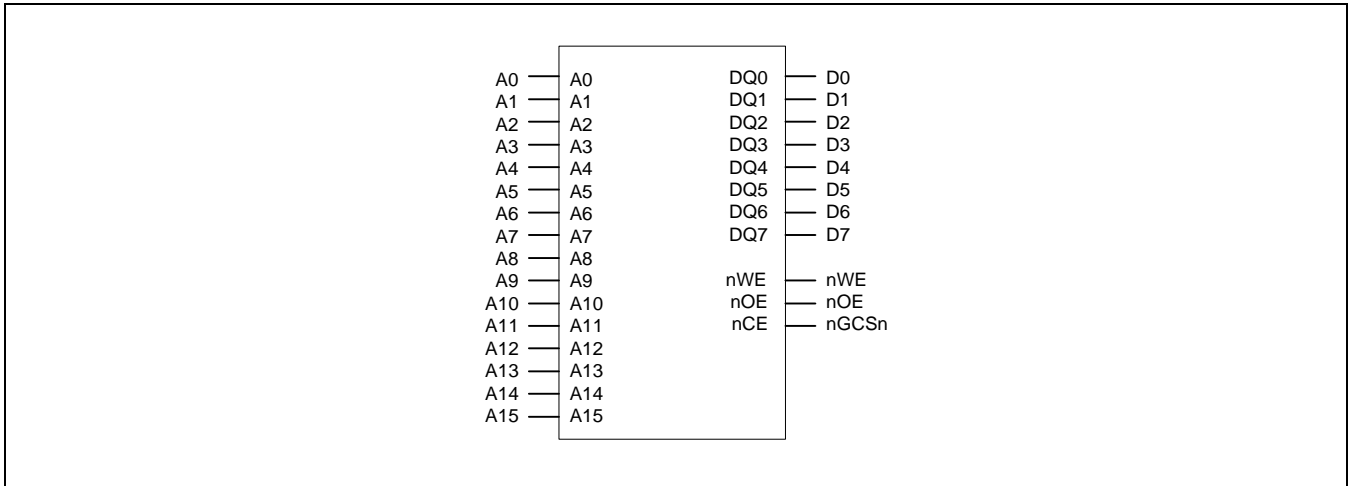 A0 A0 DQ0 D0
A1 A1 DQ1 D1
A2 A2 DQ2 D2
A3 A3 DQ3 D3
A4 A4 DQ4 D4
A5 A5 DQ5 D5
A6 A6 DQ6 D6
A7 A7 DQ7 D7
A8 A8
A9 A9 nWE nWE
A10 A10 nOE nOE
A11 A11 nCE nGCSn
A12 A12
A13 A13
A14 A14
A15 A15